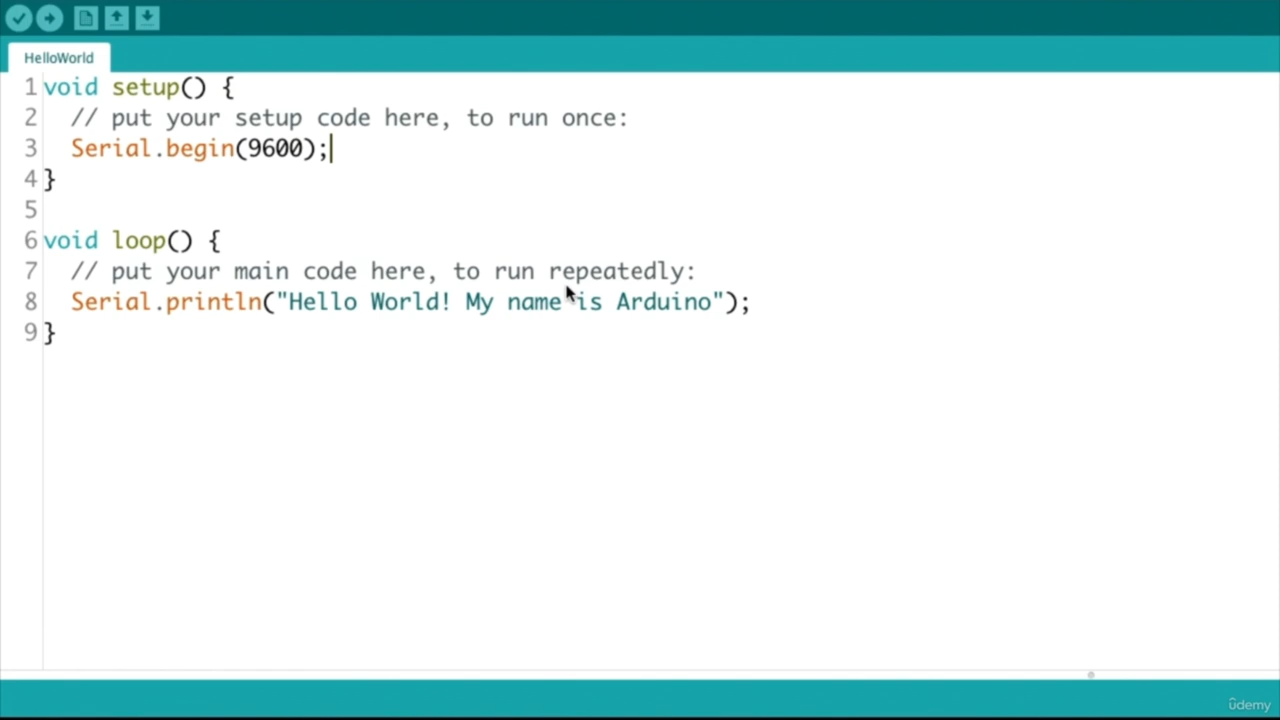 HelloWorld
1 void setup() {
2   // put your setup code here, to run once:
3   Serial.begin(9600);
4 }
5
6 void loop() {
7   // put your main code here, to run repeatedly:
8   Serial.println("Hello World! My name is Arduino");
9 }
ûdemy